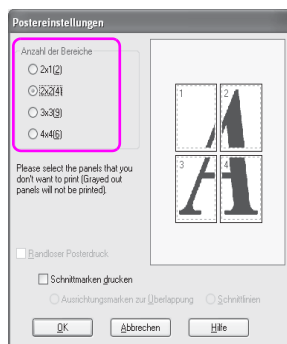 Postereinstellungen
Anzahl der Bereiche
2x1(2)
2x2(4)
3x3(9)
4x4(6)
Please select the panels that you
don't want to print (Grayed out
panels will not be printed).
Randloser Posterdruck
Schnittmarken drucken
Ausrichtungsmarken zur Überlappung Schnittlinien
OK Abbrechen Hilfe
1 2
3 4